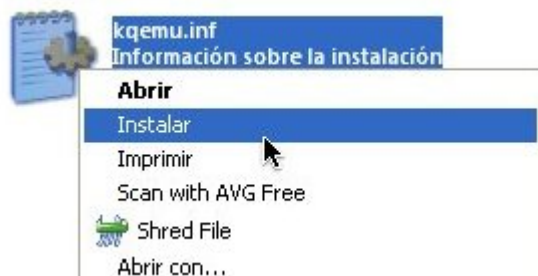 kqemu.inf
Información sobre la instalación
Abrir
Instalar
Imprimir
Scan with AVG Free
Shred File
Abrir con...